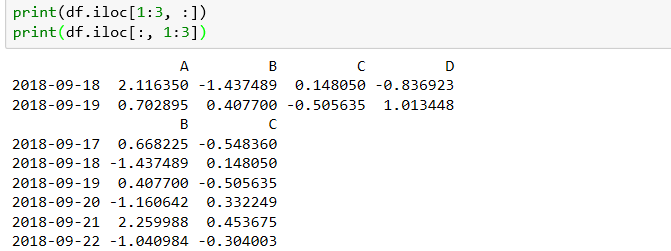 print(df.iloc[1:3, :])
print(df.iloc[:, 1:3])
                   A         B         C         D
2018-09-18  2.116350 -1.437489  0.148050 -0.836923
2018-09-19  0.702895  0.407700 -0.505635  1.013448
                   B         C
2018-09-17  0.668225 -0.548360
2018-09-18 -1.437489  0.148050
2018-09-19  0.407700 -0.505635
2018-09-20 -1.160642  0.332249
2018-09-21  2.259988  0.453675
2018-09-22 -1.040984 -0.304003